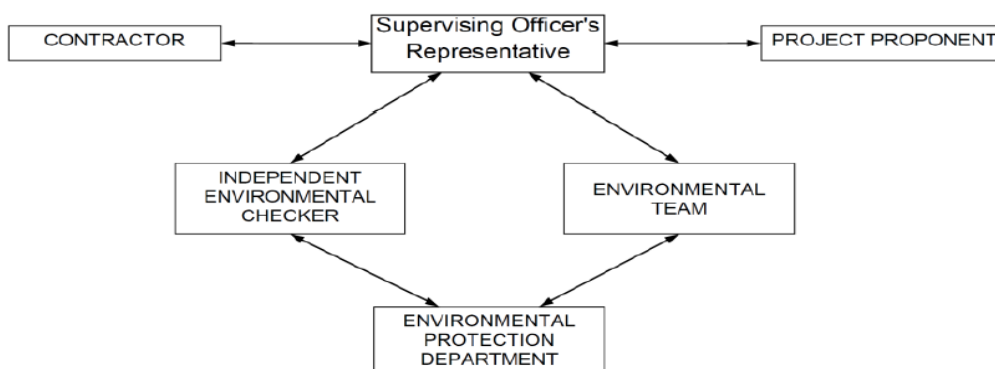 CONTRACTOR
Supervising Officer's
Representative
PROJECT PROPONENT
INDEPENDENT
ENVIRONMENTAL
CHECKER
ENVIRONMENTAL
TEAM
ENVIRONMENTAL
PROTECTION
DEPARTMENT